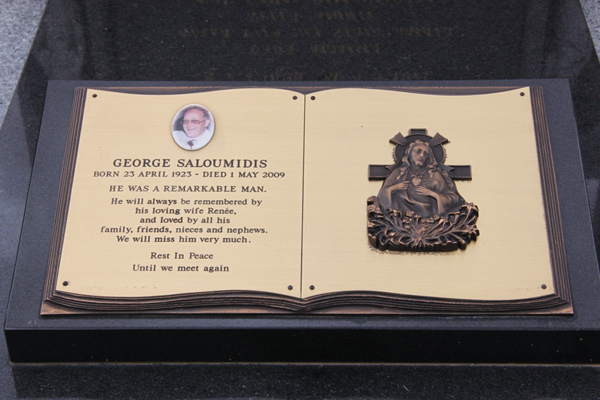 GEORGE SALOUMIDIS
BORN 23 APRIL 1923 - DIED 1 MAY 2009
HE WAS A REMARKABLE MAN.
He will always be remembered by
his loving wife Renée,
and loved by all his
family, friends, nieces and nephews.
We will miss him very much.
Rest In Peace
Until we meet again